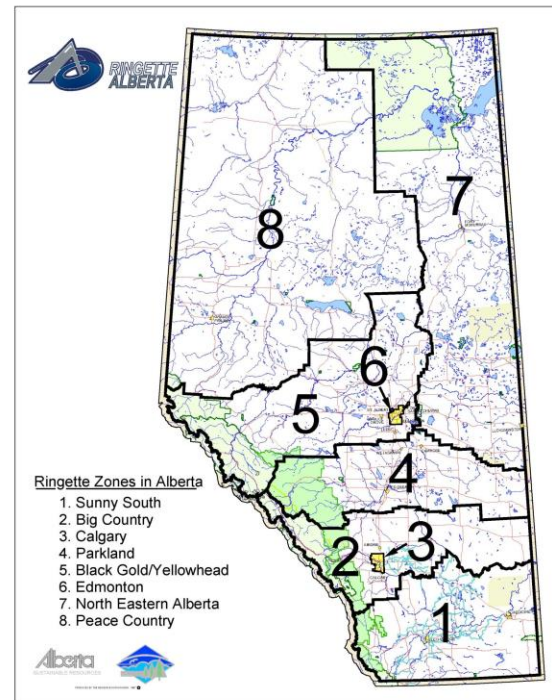 RINGETTE
ALBERTA
7
8
6
5
4
Ringette Zones in Alberta
1. Sunny South
2. Big Country
3. Calgary
4. Parkland
5. Black Gold/Yellowhead
6. Edmonton
7. North Eastern Alberta
8. Peace Country
2
3
1
Alberta
SUSTAINABLE RESOURCES